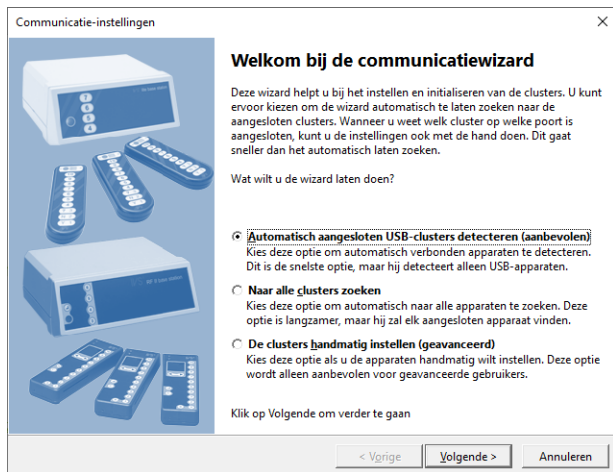 Communicatie-instellingen
Welkom bij de communicatiewizard
Deze wizard helpt u bij het instellen en initialiseren van de clusters. U kunt
ervoor kiezen om de wizard automatisch te laten zoeken naar de
aangesloten clusters. Wanneer u weet welk cluster op welke poort is
aangesloten, kunt u de instellingen ook met de hand doen. Dit gaat
sneller dan het automatisch laten zoeken.
Wat wilt u de wizard laten doen?
Automatisch aangesloten USB-clusters detecteren (aanbevolen)
Kies deze optie om automatisch verbonden apparaten te detecteren.
Dit is de snelste optie, maar hij detecteert alleen USB-apparaten.
Naar alle clusters zoeken
Kies deze optie om automatisch naar alle apparaten te zoeken. Deze
optie is langzamer, maar hij zal elk aangesloten apparaat vinden.
De clusters handmatig instellen (geavanceerd)
Kies deze optie als u de apparaten handmatig wilt instellen. Deze optie
wordt alleen aanbevolen voor geavanceerde gebruikers.
Klik op Volgende om verder te gaan
< Vorige
Volgende >
Annuleren